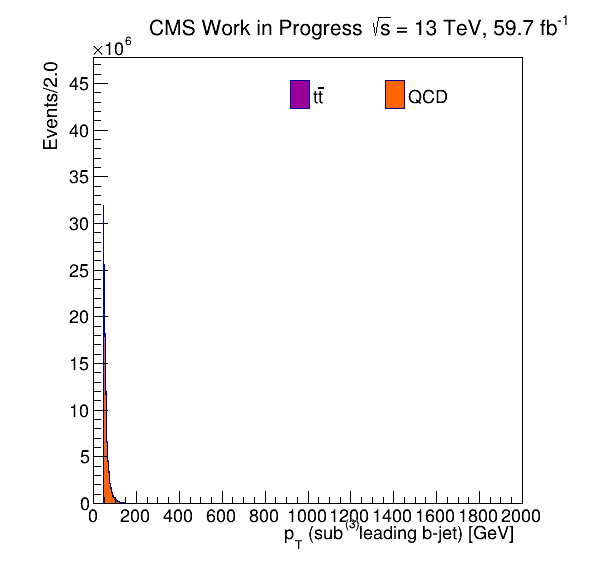 CMS Work in Progress √s = 13 TeV, 59.7 fb⁻¹
×10⁶
Events/2.0
45
40
35
30
25
20
15
10
5
0
tt̄
QCD
0 200 400 600 800 1000 1200 1400 1600 1800 2000
p_T (sub⁽³⁾leading b-jet) [GeV]